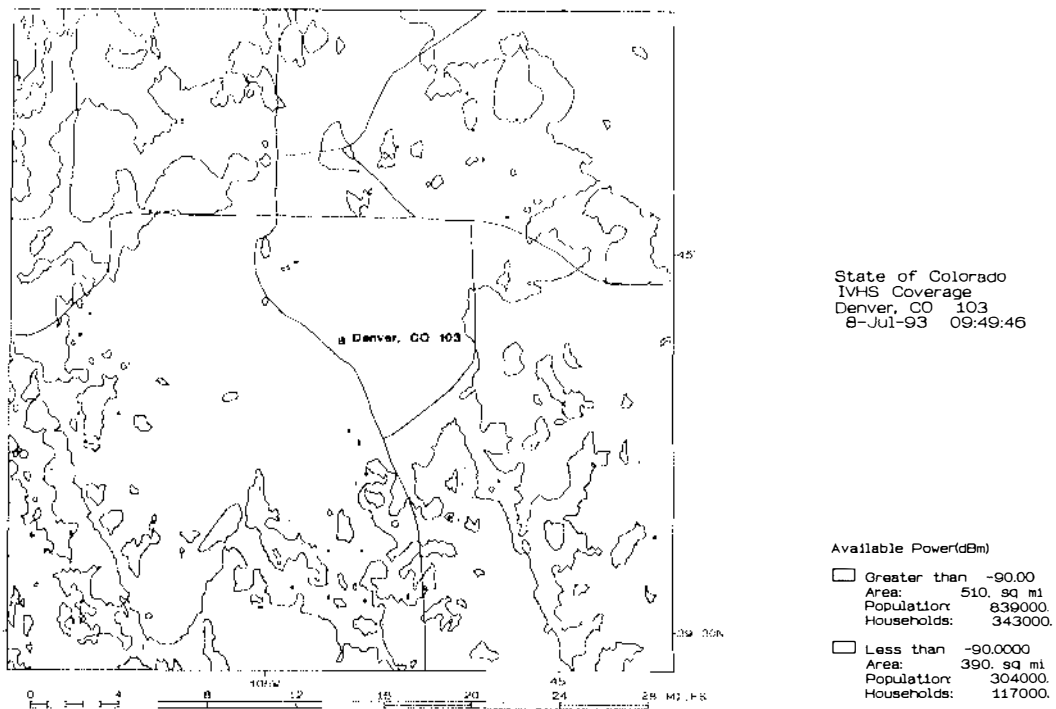 45'
State of Colorado
IVHS Coverage
Denver, CO 103
8-Jul-93 09:49:46
Denver, CO 103
Available Power(dBm)
Greater than -90.00
Area: 510. sq mi
Population: 839000.
Households: 343000.
39 30N
Less than -90.0000
Area: 390. sq mi
Population: 304000.
Households: 117000.
105W 45
0 4 8 12 16 20 24 28 MILES